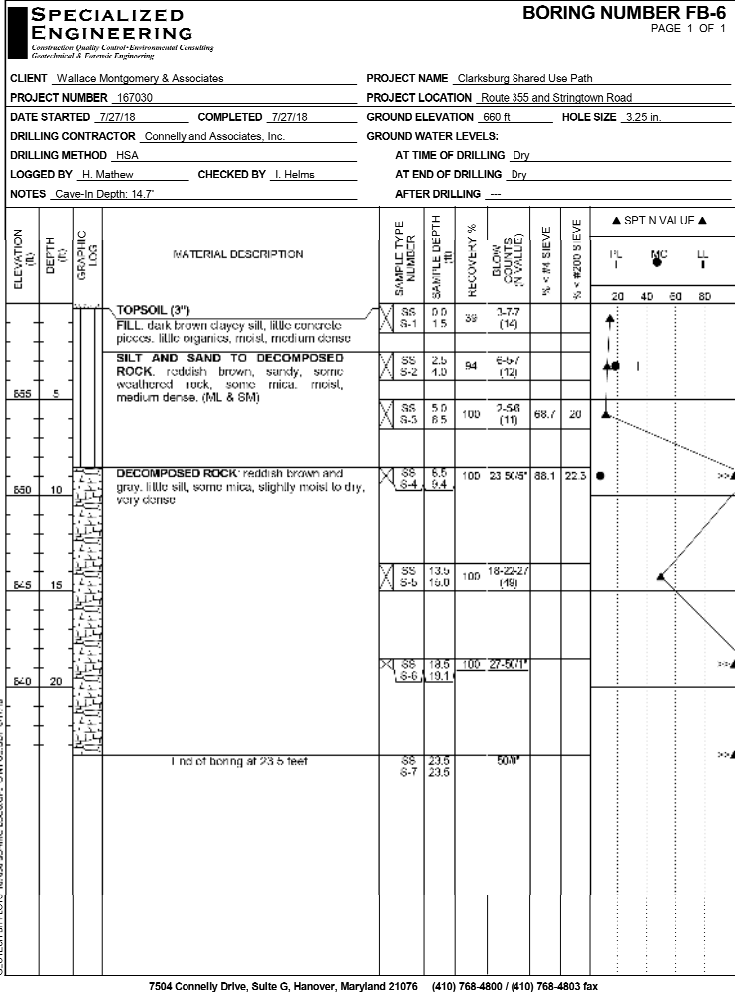 SPECIALIZED ENGINEERING
Construction Quality Control·Environmental Consulting
Geotechnical & Forensic Engineering
BORING NUMBER FB-6
PAGE 1 OF 1
CLIENT Wallace Montgomery & Associates
PROJECT NAME Clarksburg Shared Use Path
PROJECT NUMBER 167030
PROJECT LOCATION Route 355 and Stringtown Road
DATE STARTED 7/27/18 COMPLETED 7/27/18
GROUND ELEVATION 660 ft HOLE SIZE 3.25 in.
DRILLING CONTRACTOR Connelly and Associates, Inc.
GROUND WATER LEVELS:
DRILLING METHOD HSA
AT TIME OF DRILLING Dry
LOGGED BY H. Mathew CHECKED BY I. Helms
AT END OF DRILLING Dry
NOTES Cave-In Depth: 14.7'
AFTER DRILLING ---
ELEVATION (ft)
DEPTH (ft)
GRAPHIC LOG
MATERIAL DESCRIPTION
SAMPLE TYPE NUMBER
SAMPLE DEPTH (ft)
RECOVERY %
BLOW COUNTS (N VALUE)
% < #4 SIEVE
% < #200 SIEVE
▲ SPT N VALUE ▲
PL MC LL
20 40 60 80
TOPSOIL (3")
FILL, dark brown clayey silt, little concrete
pieces, little organics, moist, medium dense
SS S-1 0.0 1.5 39 3-7-7 (14)
SILT AND SAND TO DECOMPOSED
ROCK, reddish brown, sandy, some
weathered rock, some mica, moist,
medium dense. (ML & SM)
SS S-2 2.5 4.0 94 6-5-7 (12)
655 5
SS S-3 5.0 6.5 100 2-5-6 (11) 68.7 20
DECOMPOSED ROCK reddish brown and
gray, little silt, some mica, slightly moist to dry,
very dense
SS S-4 9.4 100 88.1 22.3 >>
650 10
SS S-5 13.5 15.0 100 18-22-27 (49)
645 15
SS S-6 18.5 19.1 100 27-50/1" >>
640 20
End of boring at 23.5 feet
SS S-7 23.5 23.5 >>
7504 Connelly Drive, Suite G, Hanover, Maryland 21076 (410) 768-4800 / (410) 768-4803 fax